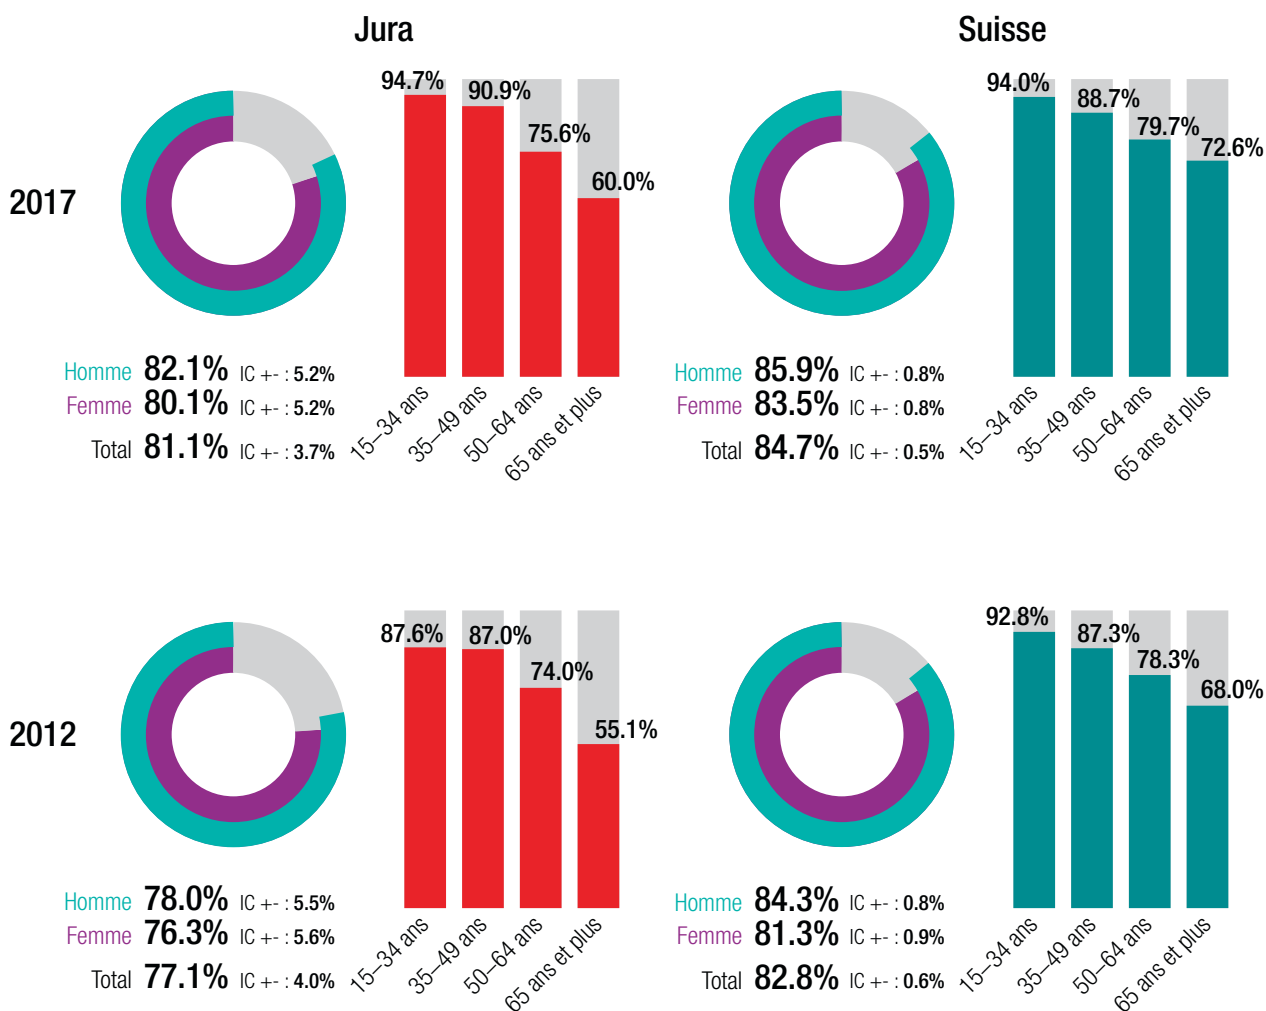 Jura
Suisse
2017
94.7%
90.9%
75.6%
60.0%
15–34 ans
35–49 ans
50–64 ans
65 ans et plus
Homme 82.1% IC +- : 5.2%
Femme 80.1% IC +- : 5.2%
Total 81.1% IC +- : 3.7%
94.0%
88.7%
79.7%
72.6%
15–34 ans
35–49 ans
50–64 ans
65 ans et plus
Homme 85.9% IC +- : 0.8%
Femme 83.5% IC +- : 0.8%
Total 84.7% IC +- : 0.5%
2012
87.6%
87.0%
74.0%
55.1%
15–34 ans
35–49 ans
50–64 ans
65 ans et plus
Homme 78.0% IC +- : 5.5%
Femme 76.3% IC +- : 5.6%
Total 77.1% IC +- : 4.0%
92.8%
87.3%
78.3%
68.0%
15–34 ans
35–49 ans
50–64 ans
65 ans et plus
Homme 84.3% IC +- : 0.8%
Femme 81.3% IC +- : 0.9%
Total 82.8% IC +- : 0.6%